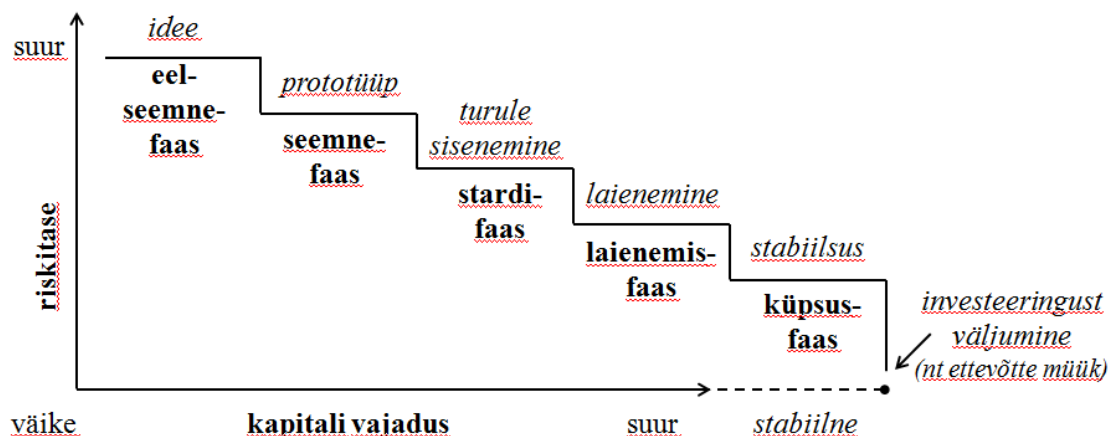 idee
suur
eel-
seemne-
faas
prototüüp
seemne-
faas
turule
sisenemine
stardi-
faas
laienemine
laienemis-
faas
stabiilsus
küpsus-
faas
investeeringust
väljumine
(nt ettevõtte müük)
riskitase
väike
kapitali vajadus
suur
stabiilne